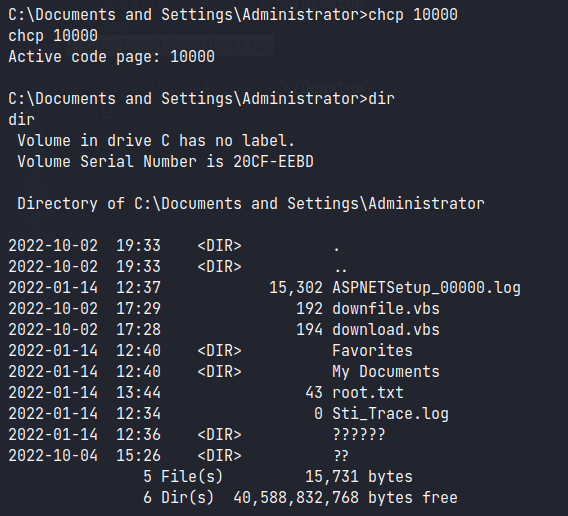 C:\Documents and Settings\Administrator>chcp 10000
chcp 10000
Active code page: 10000

C:\Documents and Settings\Administrator>dir
dir
 Volume in drive C has no label.
 Volume Serial Number is 20CF-EEBD

 Directory of C:\Documents and Settings\Administrator

2022-10-02  19:33    <DIR>          .
2022-10-02  19:33    <DIR>          ..
2022-01-14  12:37            15,302 ASPNETSetup_00000.log
2022-10-02  17:29               192 downfile.vbs
2022-10-02  17:28               194 download.vbs
2022-01-14  12:40    <DIR>          Favorites
2022-01-14  12:40    <DIR>          My Documents
2022-01-14  13:44                43 root.txt
2022-01-14  12:34                 0 Sti_Trace.log
2022-01-14  12:36    <DIR>          ??????
2022-10-04  15:26    <DIR>          ??
               5 File(s)         15,731 bytes
               6 Dir(s)  40,588,832,768 bytes free